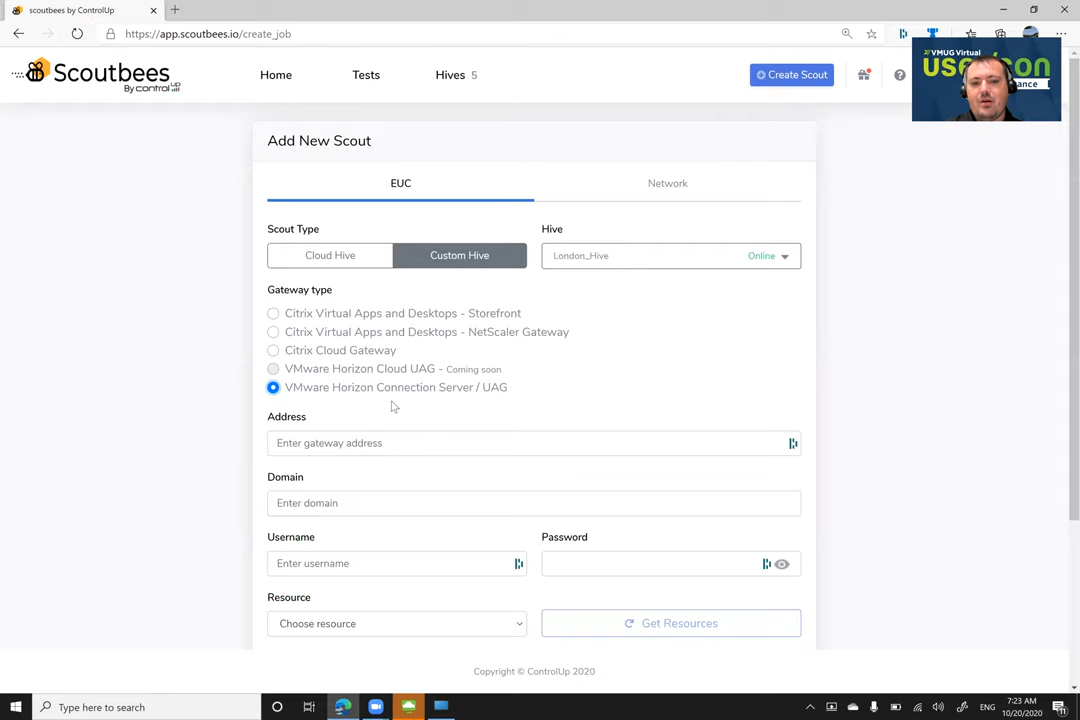 scoutbees by ControlUp
https://app.scoutbees.io/create_job
Scoutbees
By controlup
Home
Tests
Hives 5
Create Scout
VMUG Virtual
Add New Scout
EUC
Network
Scout Type
Hive
Cloud Hive
Custom Hive
London_Hive
Online
Gateway type
Citrix Virtual Apps and Desktops - Storefront
Citrix Virtual Apps and Desktops - NetScaler Gateway
Citrix Cloud Gateway
VMware Horizon Cloud UAG - Coming soon
VMware Horizon Connection Server / UAG
Address
Enter gateway address
Domain
Enter domain
Username
Password
Enter username
Resource
Choose resource
Get Resources
Copyright © ControlUp 2020
Type here to search
ENG
7:23 AM
10/20/2020